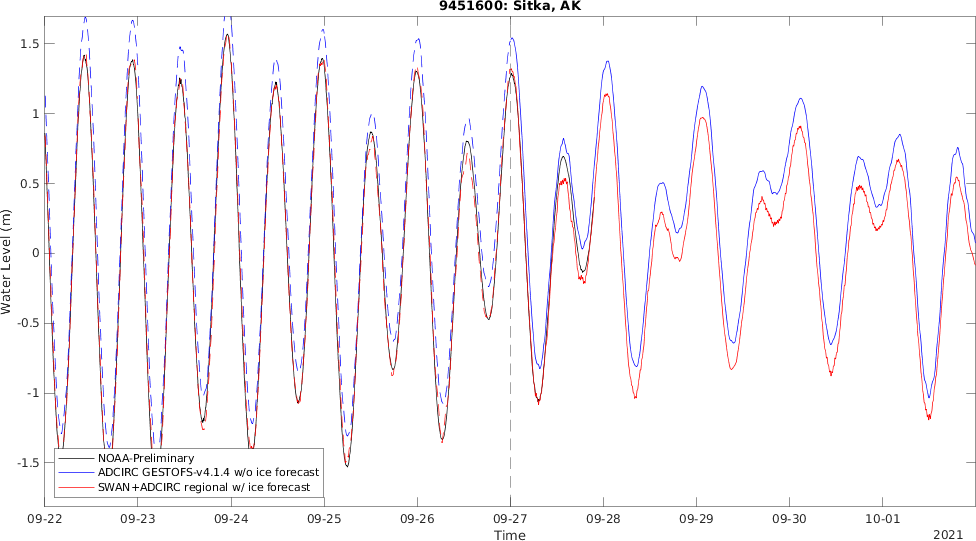 9451600: Sitka, AK
Water Level (m)
1.5
1
0.5
0
-0.5
-1
-1.5
NOAA-Preliminary
ADCIRC GESTOFS-v4.1.4 w/o ice forecast
SWAN+ADCIRC regional w/ ice forecast
09-22 09-23 09-24 09-25 09-26 09-27 09-28 09-29 09-30 10-01
Time
2021